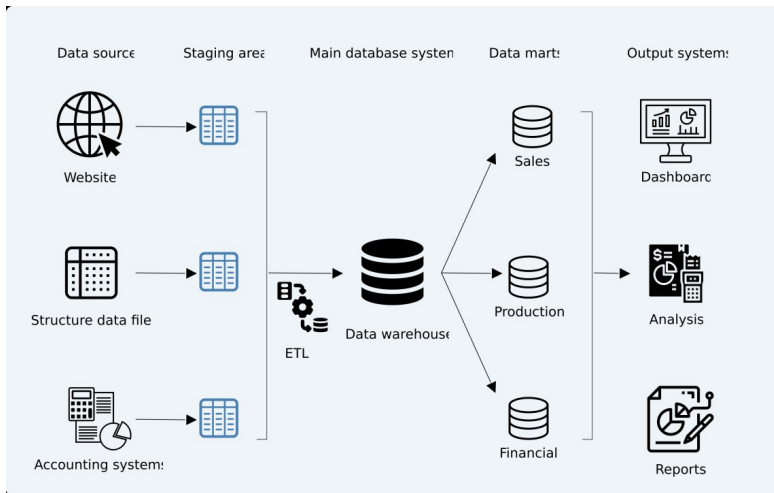 Data source
Staging area
Main database system
Data marts
Output systems
Website
Sales
Dashboard
Structure data file
ETL
Data warehouse
Production
Analysis
Accounting systems
Financial
Reports